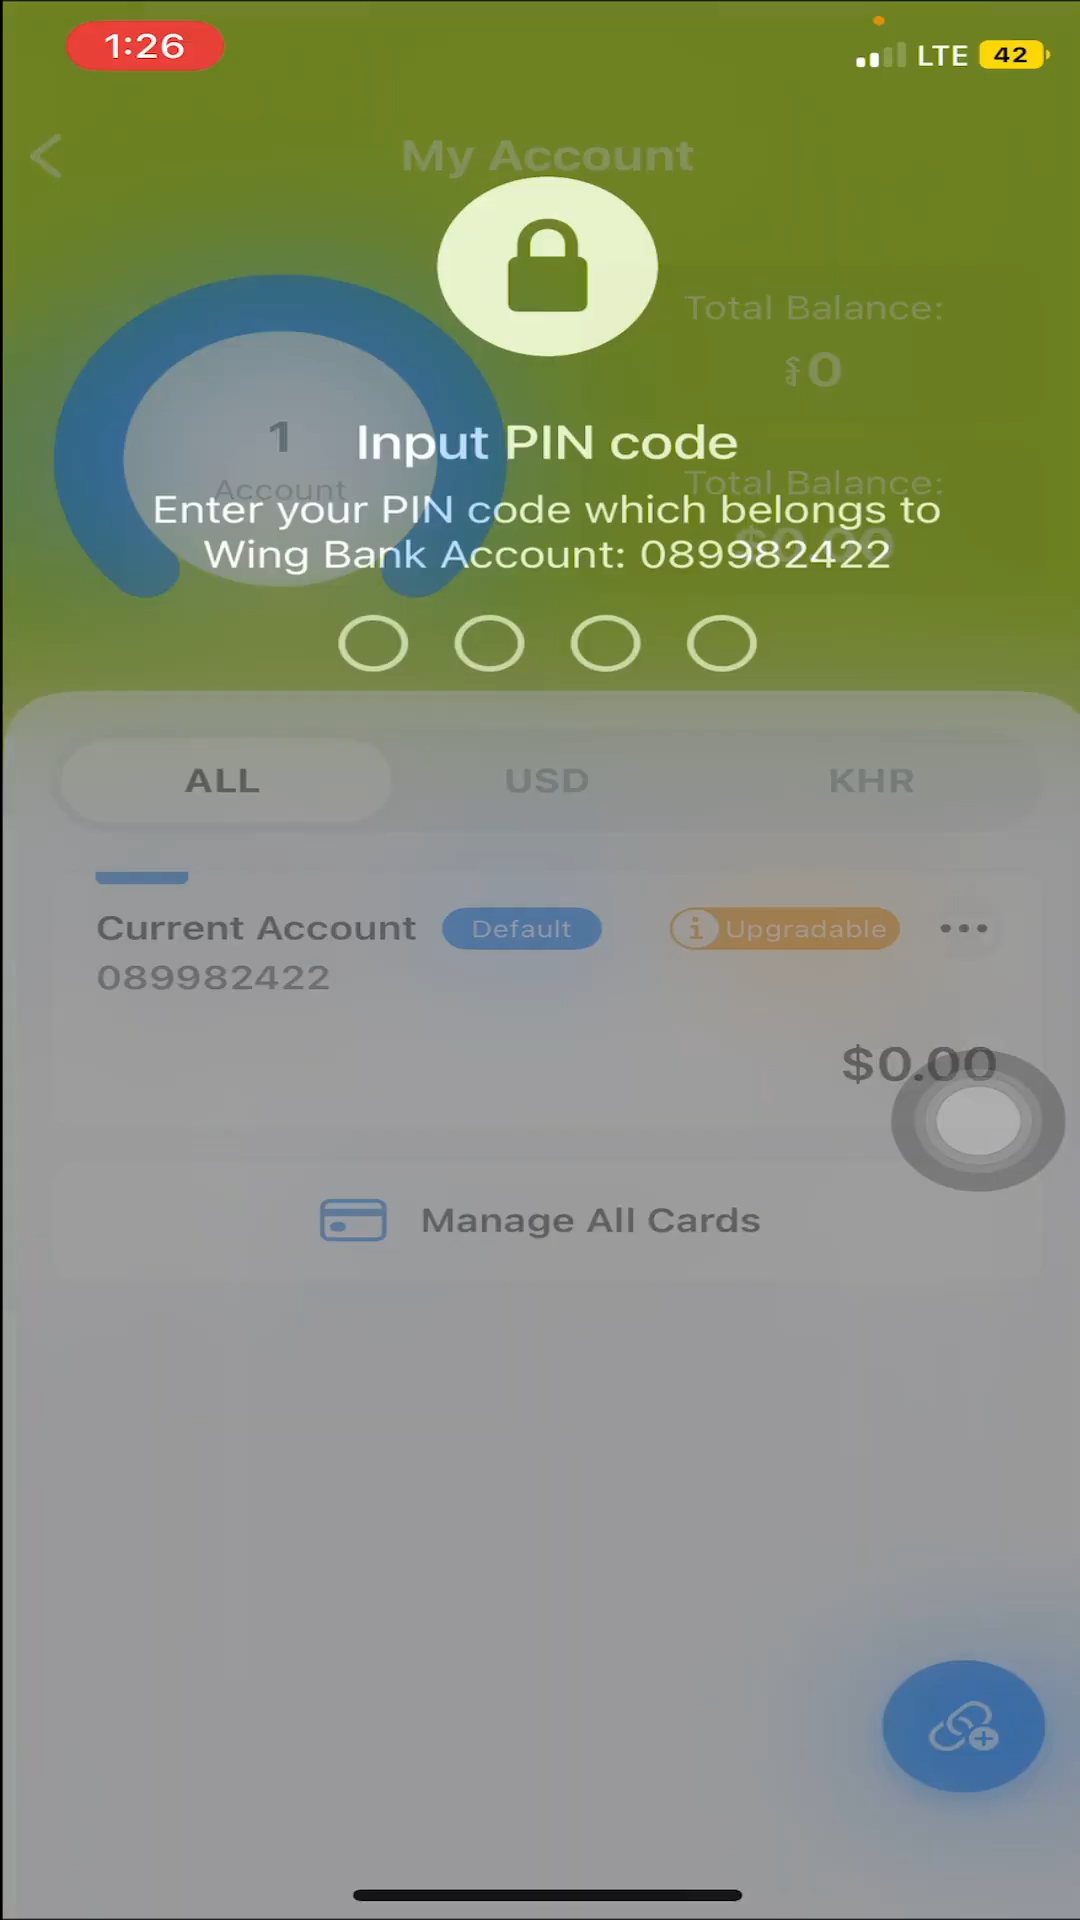 1:26
LTE 42
My Account
Total Balance:
៛0
1
Account
Input PIN code
Total Balance:
Enter your PIN code which belongs to
$0.00
Wing Bank Account: 089982422
ALL USD KHR
Current Account Default Upgradable
089982422
$0.00
Manage All Cards